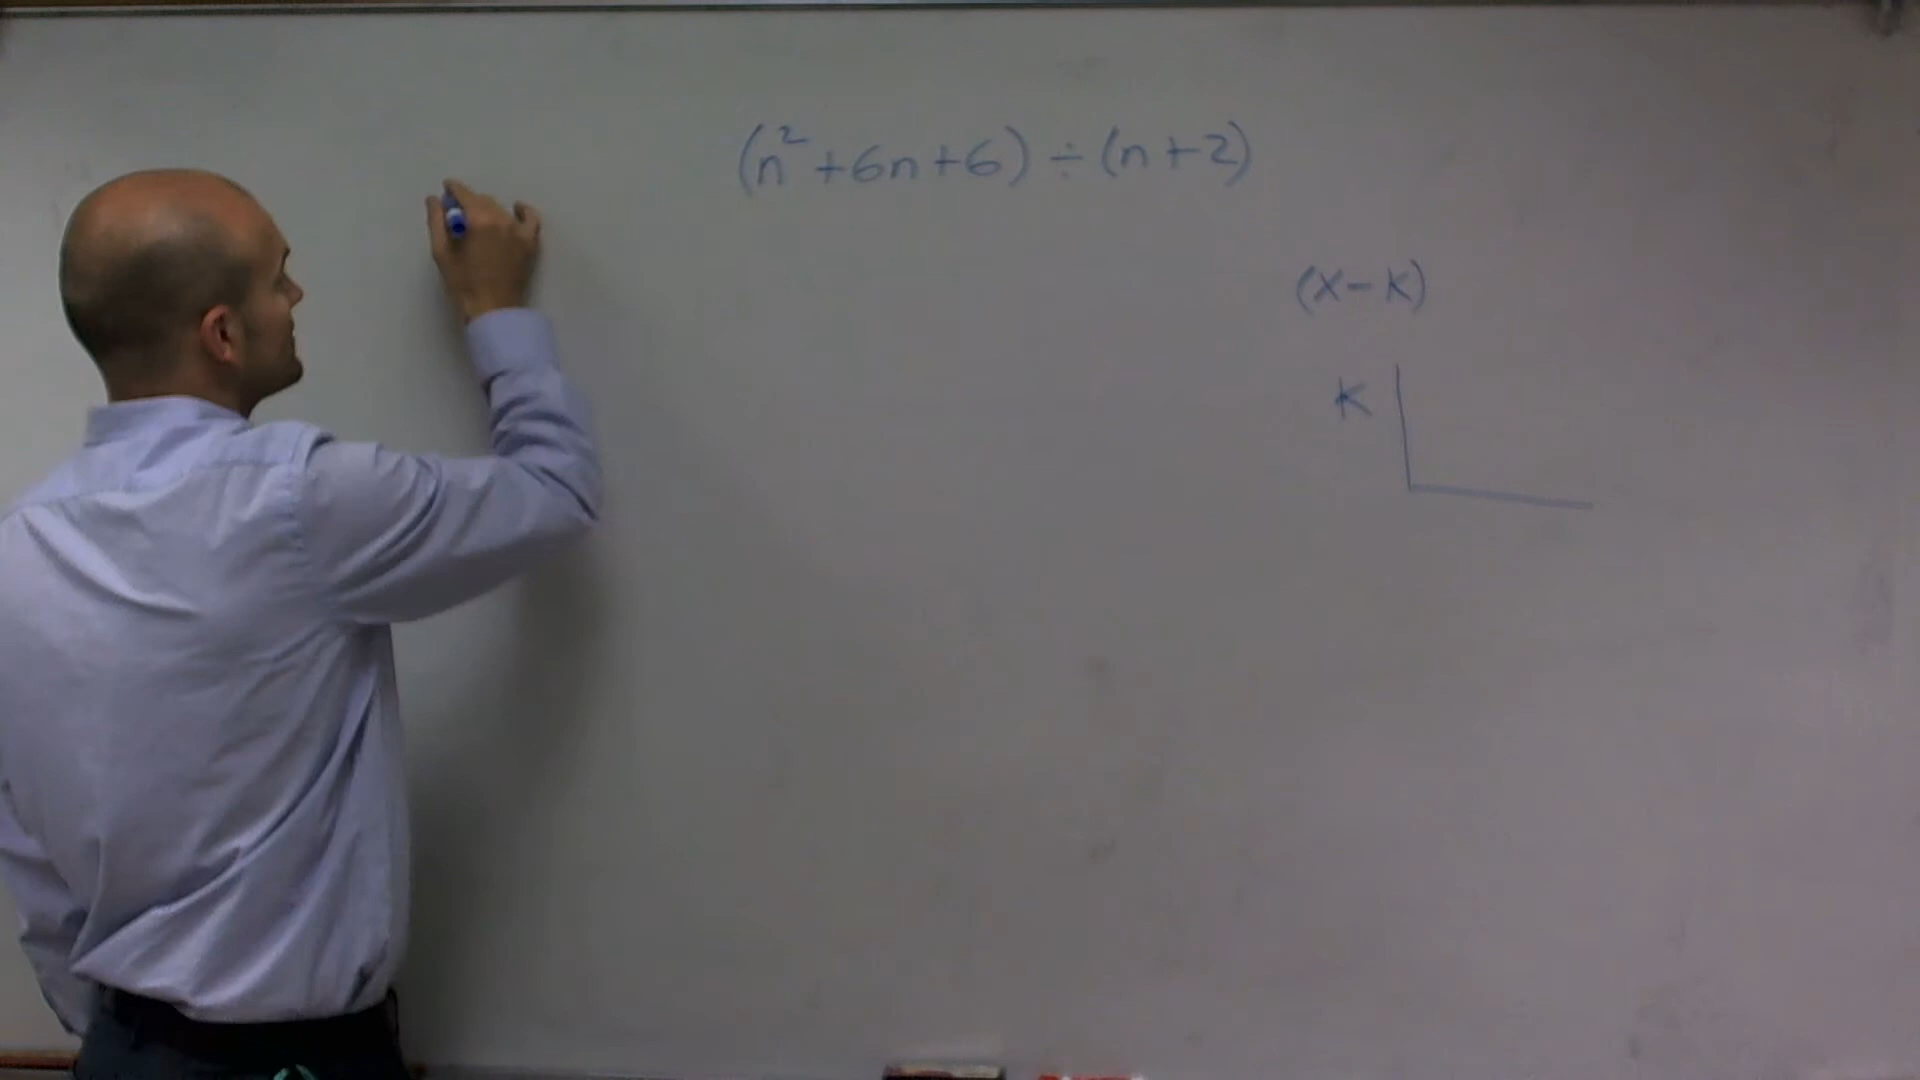 (n² + 6n + 6) ÷ (n + 2)
(x - k)
k